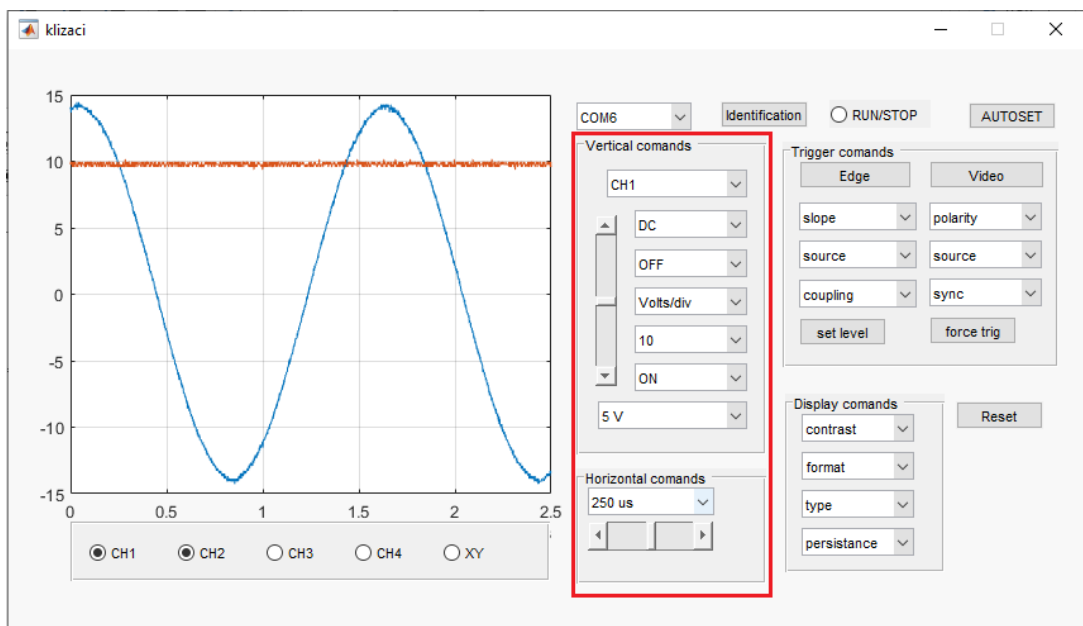 klizaci
15
10
5
0
-5
-10
-15
0 0.5 1 1.5 2 2.5
CH1 CH2 CH3 CH4 XY
COM6 Identification RUN/STOP AUTOSET
Vertical comands
CH1
DC
OFF
Volts/div
10
ON
5 V
Horizontal comands
250 us
Trigger comands
Edge Video
slope polarity
source source
coupling sync
set level force trig
Display comands
contrast
format
type
persistance
Reset